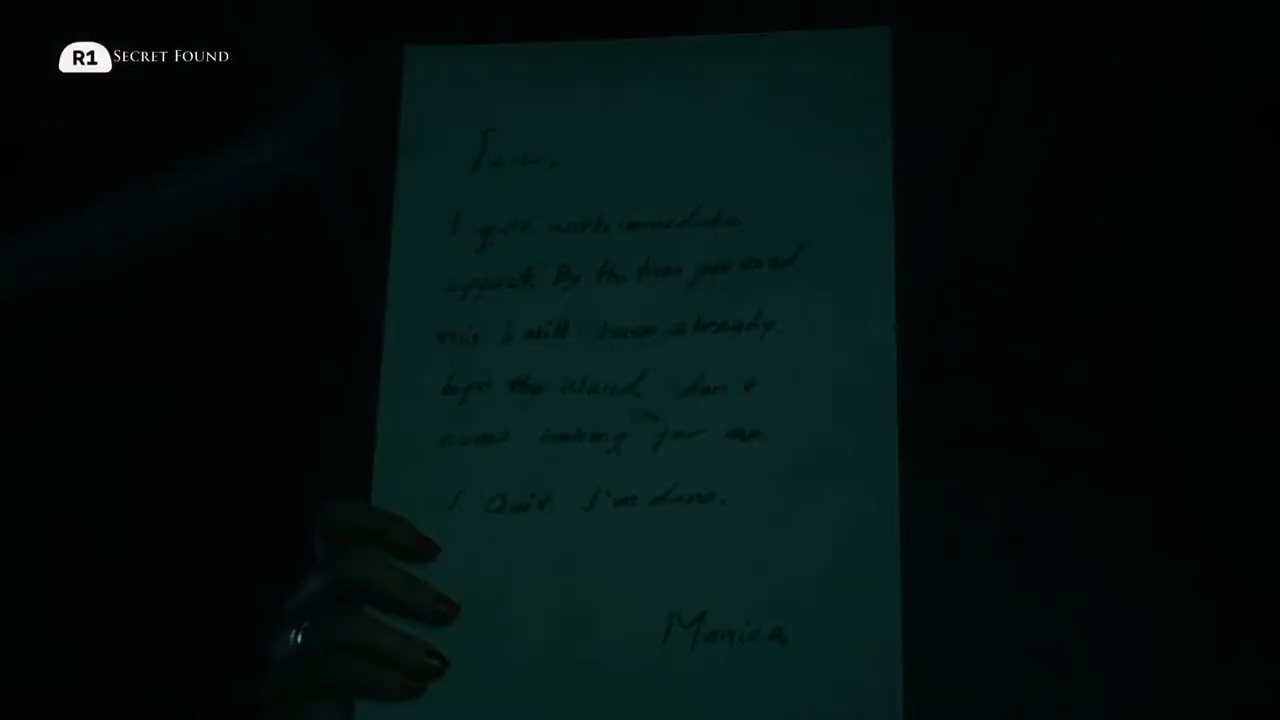 R1 Secret Found
I quit with immediate
effect. By the time you read
this I will have already
left the island. Don't
come looking for me.
I Quit. I'm done.
Monica